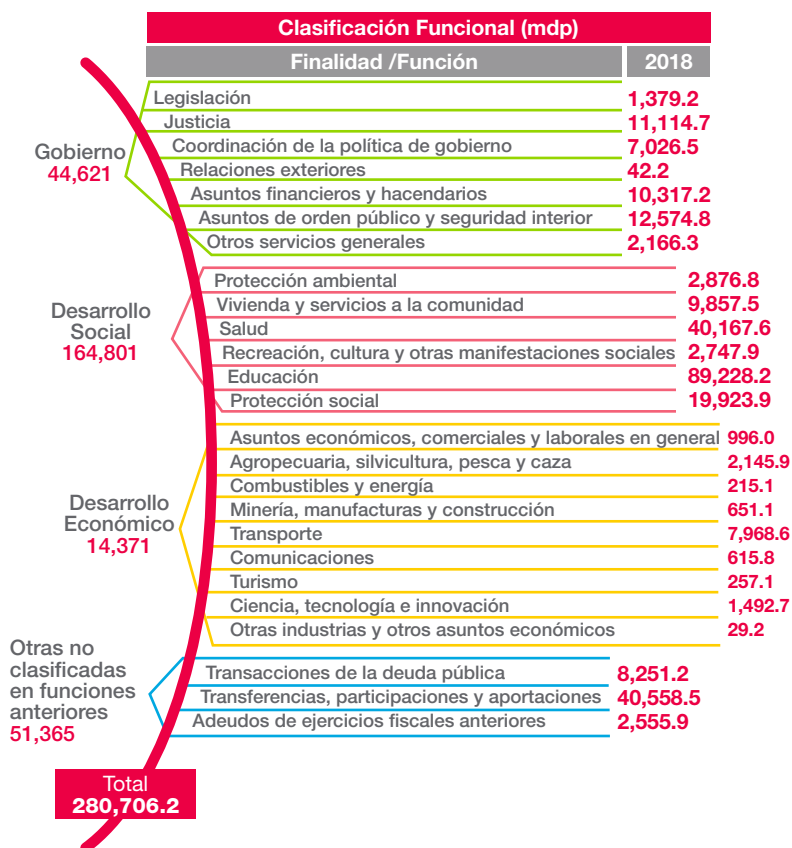 Clasificación Funcional (mdp)
Finalidad /Función 2018
Gobierno
44,621
Legislación 1,379.2
Justicia 11,114.7
Coordinación de la política de gobierno 7,026.5
Relaciones exteriores 42.2
Asuntos financieros y hacendarios 10,317.2
Asuntos de orden público y seguridad interior 12,574.8
Otros servicios generales 2,166.3
Desarrollo
Social
164,801
Protección ambiental 2,876.8
Vivienda y servicios a la comunidad 9,857.5
Salud 40,167.6
Recreación, cultura y otras manifestaciones sociales 2,747.9
Educación 89,228.2
Protección social 19,923.9
Desarrollo
Económico
14,371
Asuntos económicos, comerciales y laborales en general 996.0
Agropecuaria, silvicultura, pesca y caza 2,145.9
Combustibles y energía 215.1
Minería, manufacturas y construcción 651.1
Transporte 7,968.6
Comunicaciones 615.8
Turismo 257.1
Ciencia, tecnología e innovación 1,492.7
Otras industrias y otros asuntos económicos 29.2
Otras no
clasificadas
en funciones
anteriores
51,365
Transacciones de la deuda pública 8,251.2
Transferencias, participaciones y aportaciones 40,558.5
Adeudos de ejercicios fiscales anteriores 2,555.9
Total
280,706.2